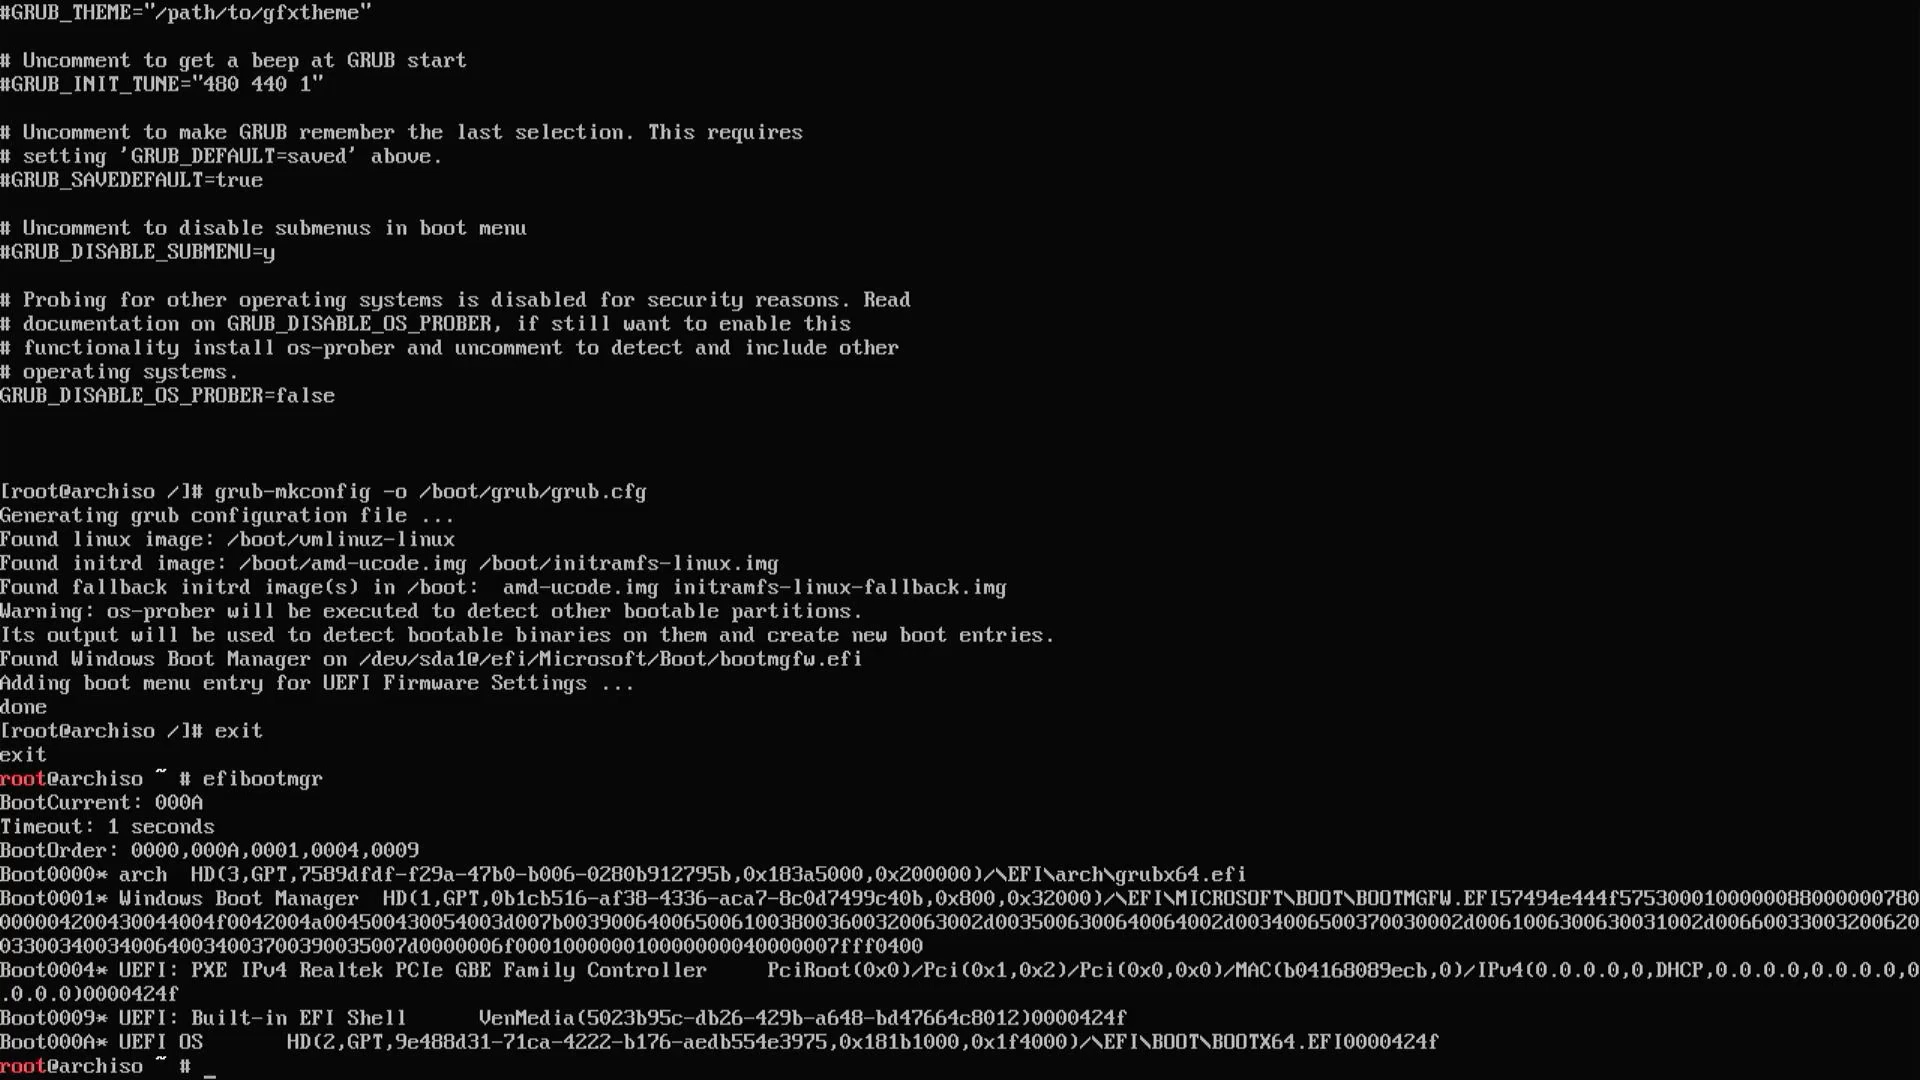 #GRUB_THEME="/path/to/gfxtheme"
# Uncomment to get a beep at GRUB start
#GRUB_INIT_TUNE="480 440 1"
# Uncomment to make GRUB remember the last selection. This requires
# setting 'GRUB_DEFAULT=saved' above.
#GRUB_SAVEDEFAULT=true
# Uncomment to disable submenus in boot menu
#GRUB_DISABLE_SUBMENU=y
# Probing for other operating systems is disabled for security reasons. Read
# documentation on GRUB_DISABLE_OS_PROBER, if still want to enable this
# functionality install os-prober and uncomment to detect and include other
# operating systems.
GRUB_DISABLE_OS_PROBER=false
[root@archiso /]# grub-mkconfig -o /boot/grub/grub.cfg
Generating grub configuration file ...
Found linux image: /boot/vmlinuz-linux
Found initrd image: /boot/amd-ucode.img /boot/initramfs-linux.img
Found fallback initrd image(s) in /boot:  amd-ucode.img initramfs-linux-fallback.img
Warning: os-prober will be executed to detect other bootable partitions.
Its output will be used to detect bootable binaries on them and create new boot entries.
Found Windows Boot Manager on /dev/sda1@/efi/Microsoft/Boot/bootmgfw.efi
Adding boot menu entry for UEFI Firmware Settings ...
done
[root@archiso /]# exit
exit
root@archiso ~ # efibootmgr
BootCurrent: 000A
Timeout: 1 seconds
BootOrder: 0000,000A,0001,0004,0009
Boot0000* arch  HD(3,GPT,7589dfdf-f29a-47b0-b006-0280b912795b,0x183a5000,0x200000)/\EFI\arch\grubx64.efi
Boot0001* Windows Boot Manager  HD(1,GPT,0b1cb516-af38-4336-aca7-8c0d7499c40b,0x800,0x32000)/\EFI\MICROSOFT\BOOT\BOOTMGFW.EFI57494e444f5753000100000088000000780
00000420043004400​4f0042004a004500430054003d007b00390064006500610038003600320063002d0035006300640064002d0034006500370030002d0061006300630031002d006600330032006​20
0330034003400640034003700390035007d0000006f000100000010000000040000007fff0400
Boot0004* UEFI: PXE IPv4 Realtek PCIe GBE Family Controller     PciRoot(0x0)/Pci(0x1,0x2)/Pci(0x0,0x0)/MAC(b04168089ecb,0)/IPv4(0.0.0.0,0,DHCP,0.0.0.0,0.0.0.0,0
.0.0.0)0000424f
Boot0009* UEFI: Built-in EFI Shell      VenMedia(5023b95c-db26-429b-a648-bd47664c8012)0000424f
Boot000A* UEFI OS       HD(2,GPT,9e488d31-71ca-4222-b176-aedb554e3975,0x181b1000,0x1f4000)/\EFI\BOOT\BOOTX64.EFI0000424f
root@archiso ~ # _